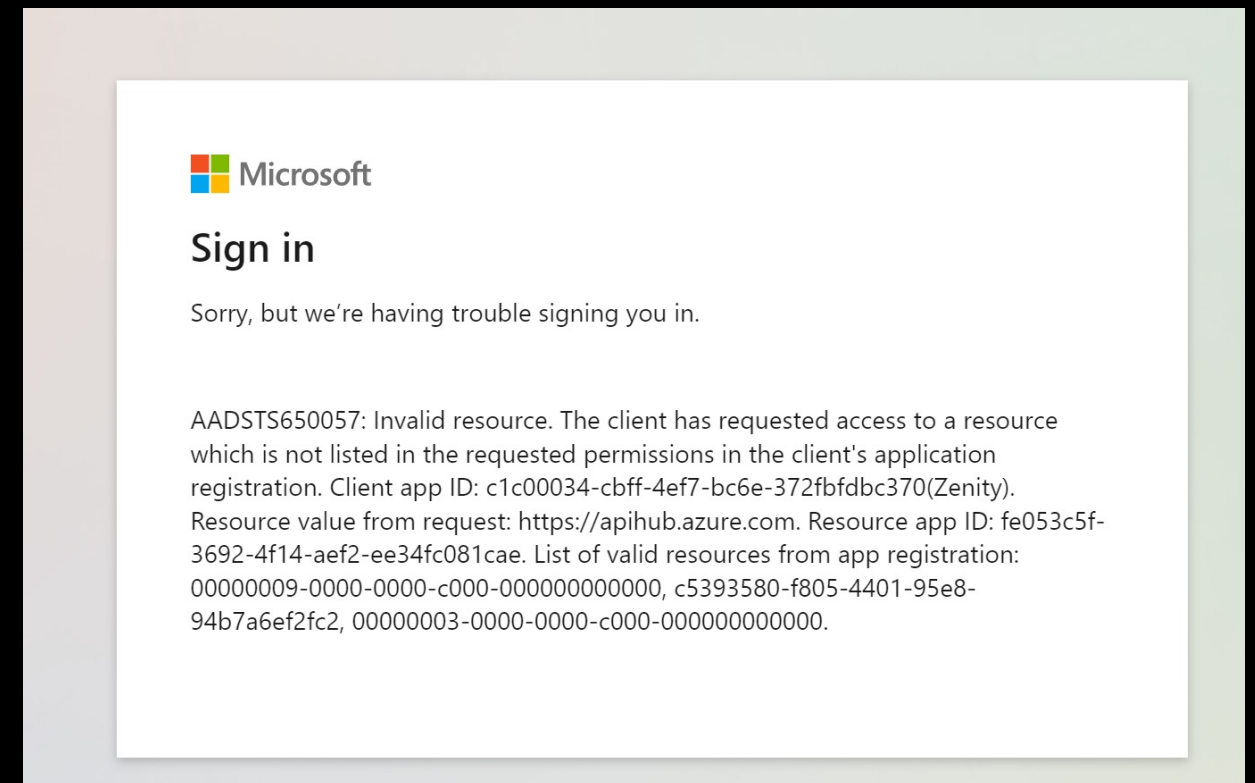 Microsoft
Sign in
Sorry, but we’re having trouble signing you in.
AADSTS650057: Invalid resource. The client has requested access to a resource
which is not listed in the requested permissions in the client's application
registration. Client app ID: c1c00034-cbff-4ef7-bc6e-372fbfdbc370(Zenity).
Resource value from request: https://apihub.azure.com. Resource app ID: fe053c5f-
3692-4f14-aef2-ee34fc081cae. List of valid resources from app registration:
00000009-0000-0000-c000-000000000000, c5393580-f805-4401-95e8-
94b7a6ef2fc2, 00000003-0000-0000-c000-000000000000.